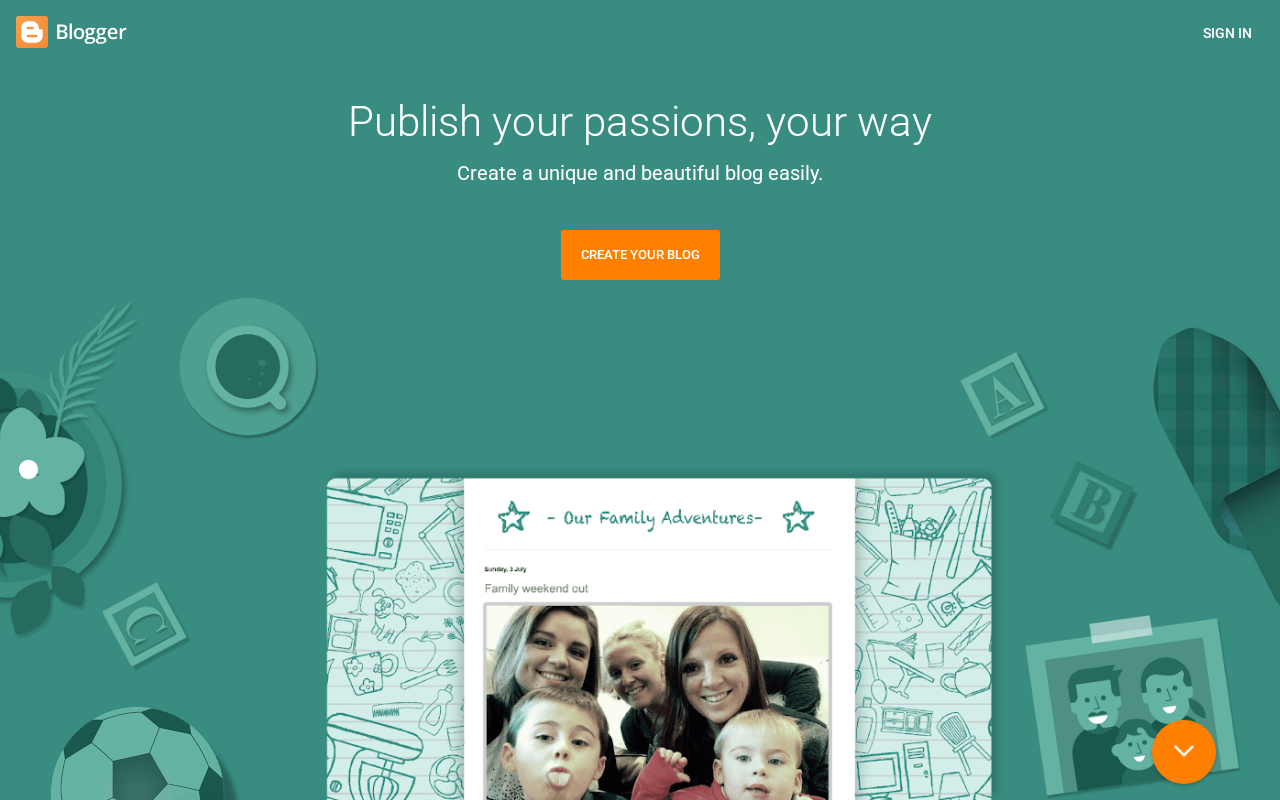 Blogger
SIGN IN
Publish your passions, your way
Create a unique and beautiful blog easily.
CREATE YOUR BLOG
A
B
- Our Family Adventures-
Sunday, 3 July
Family weekend out